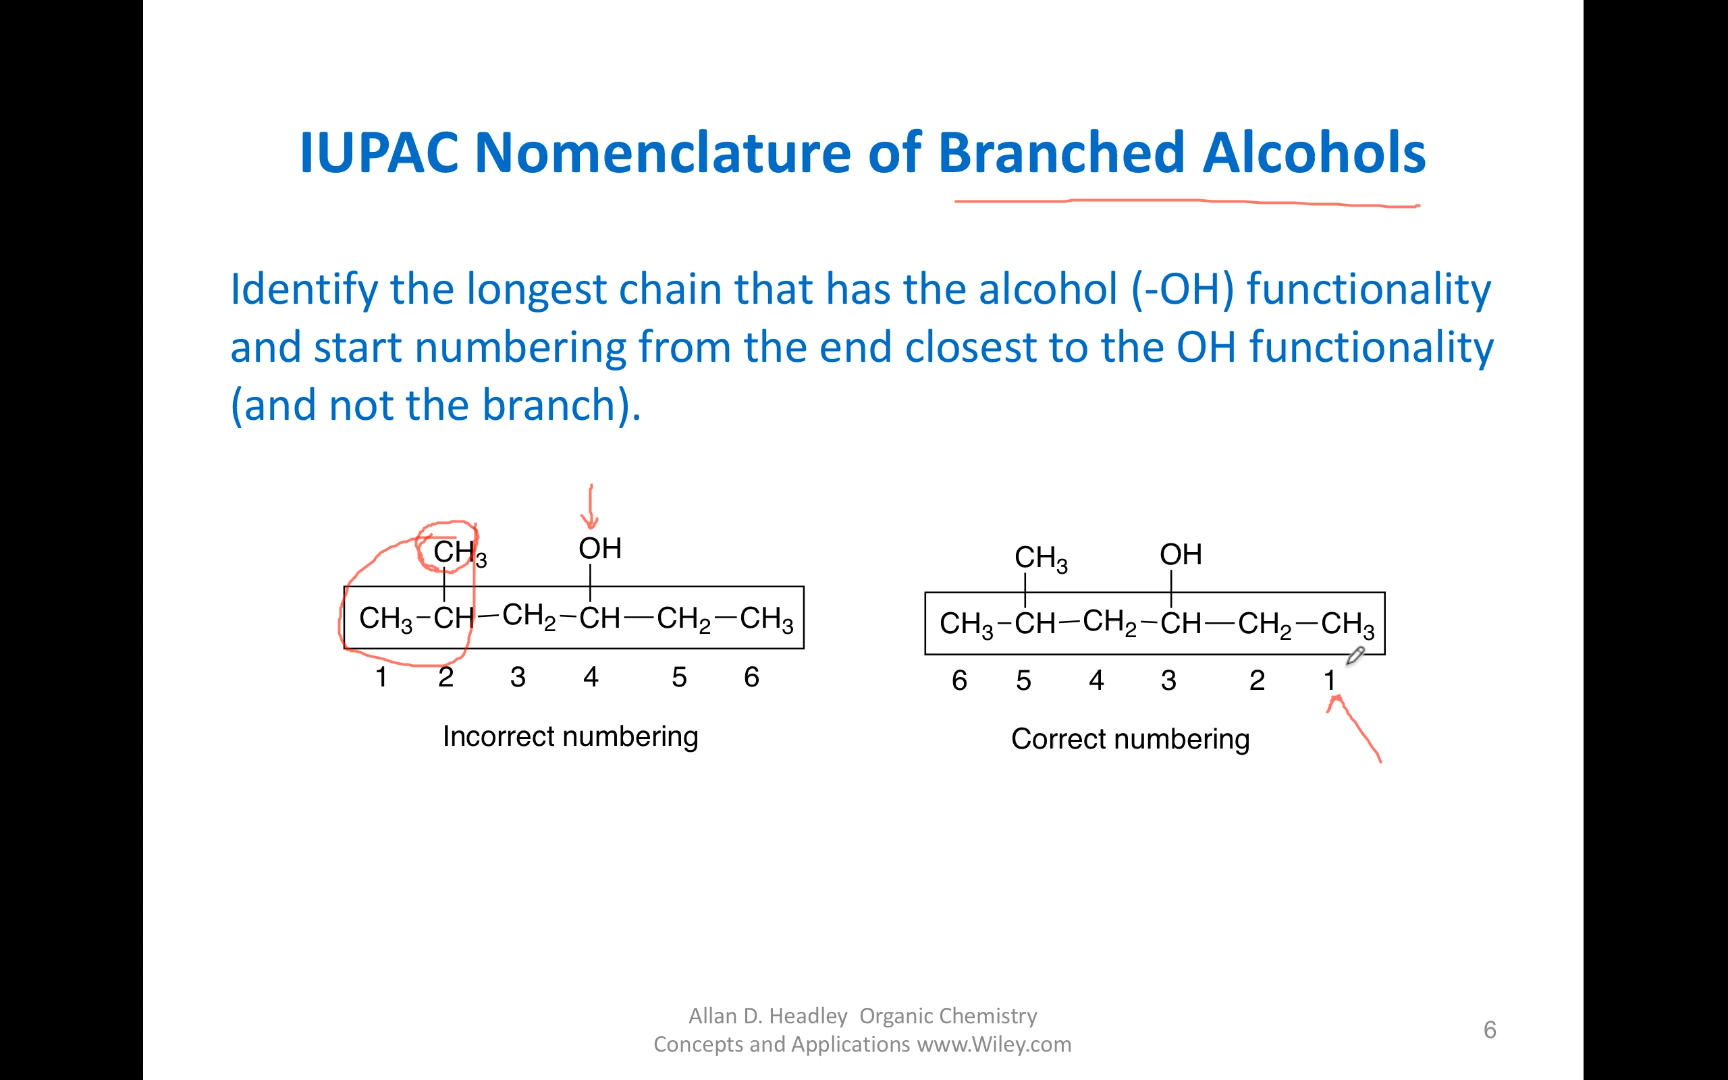 IUPAC Nomenclature of Branched Alcohols
Identify the longest chain that has the alcohol (-OH) functionality
and start numbering from the end closest to the OH functionality
(and not the branch).
CH₃ OH
CH₃–CH–CH₂–CH–CH₂–CH₃
1 2 3 4 5 6
Incorrect numbering
CH₃ OH
CH₃–CH–CH₂–CH–CH₂–CH₃
6 5 4 3 2 1
Correct numbering
Allan D. Headley Organic Chemistry
Concepts and Applications www.Wiley.com
6